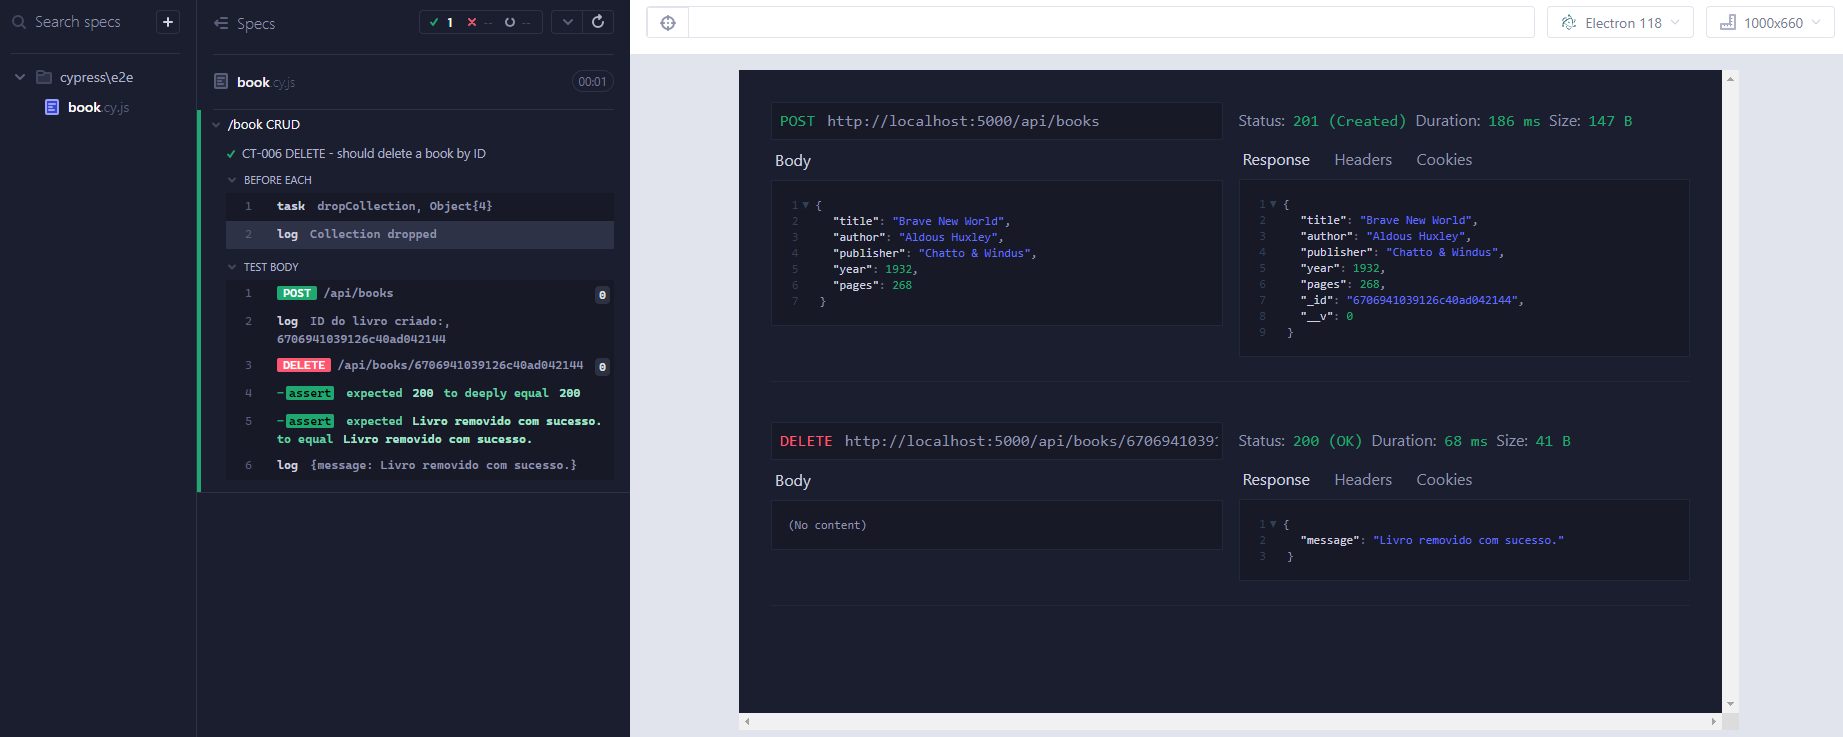 Search specs
+
cypress\e2e
book.cy.js
Specs
1 -- --
book.cy.js
00:01
/book CRUD
CT-006 DELETE - should delete a book by ID
BEFORE EACH
1 task dropCollection, Object{4}
2 log Collection dropped
TEST BODY
1 POST /api/books 0
2 log ID do livro criado:,
6706941039126c40ad042144
3 DELETE /api/books/6706941039126c40ad042144 0
4 -assert expected 200 to deeply equal 200
5 -assert expected Livro removido com sucesso.
to equal Livro removido com sucesso.
6 log {message: Livro removido com sucesso.}
Electron 118
1000x660
POST http://localhost:5000/api/books
Status: 201 (Created) Duration: 186 ms Size: 147 B
Body
1 {
2 "title": "Brave New World",
3 "author": "Aldous Huxley",
4 "publisher": "Chatto & Windus",
5 "year": 1932,
6 "pages": 268
7 }
Response Headers Cookies
1 {
2 "title": "Brave New World",
3 "author": "Aldous Huxley",
4 "publisher": "Chatto & Windus",
5 "year": 1932,
6 "pages": 268,
7 "_id": "6706941039126c40ad042144",
8 "__v": 0
9 }
DELETE http://localhost:5000/api/books/67069410391
Status: 200 (OK) Duration: 68 ms Size: 41 B
Body
(No content)
Response Headers Cookies
1 {
2 "message": "Livro removido com sucesso."
3 }